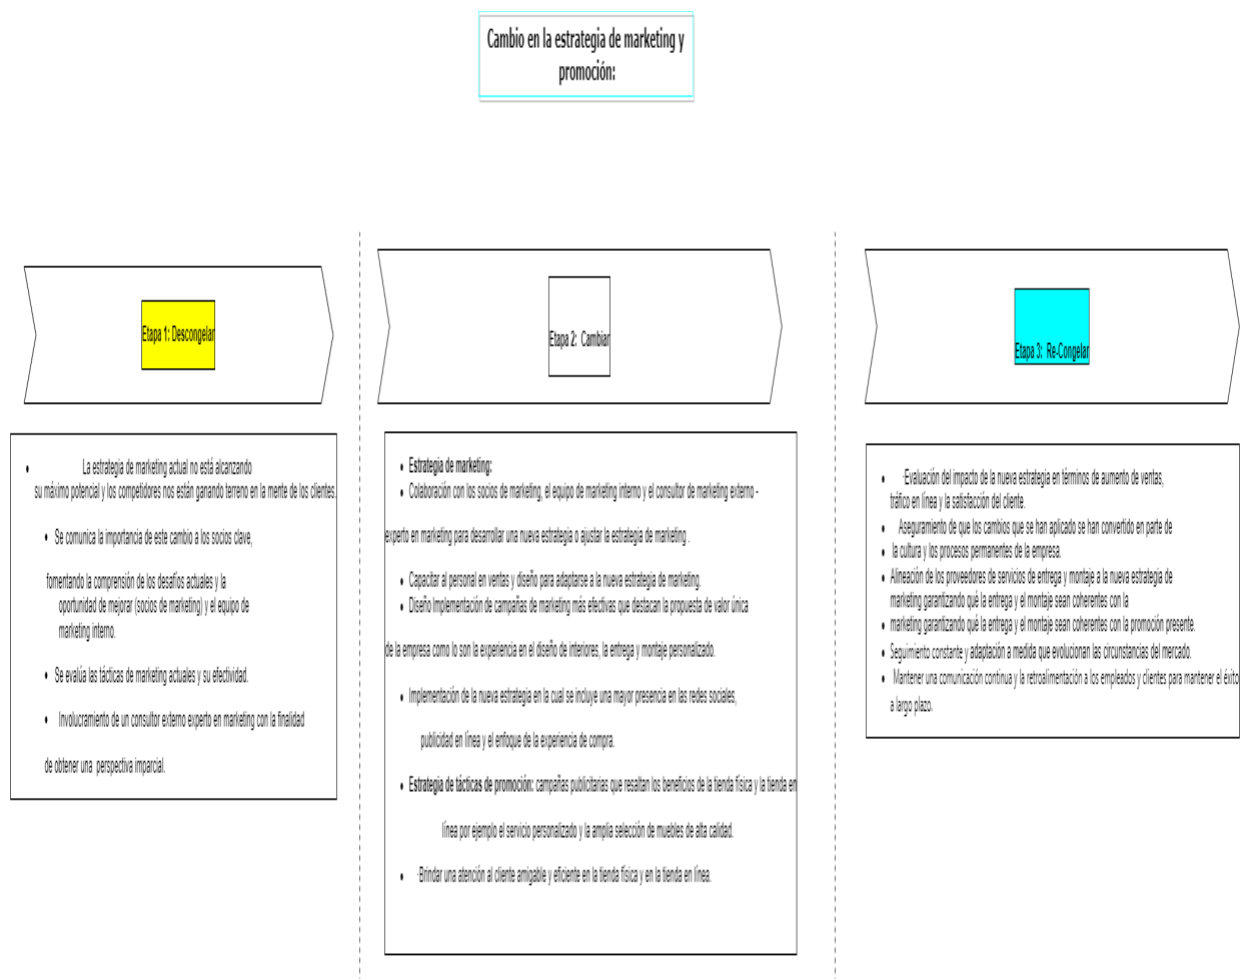 Cambio en la estrategia de marketing y
promoción:
Etapa 1: Descongelar
• La estrategia de marketing actual no está alcanzando
su máximo potencial y los competidores nos están ganando terreno en la mente de los clientes.
• Se comunica la importancia de este cambio a los socios clave,
fomentando la comprensión de los desafíos actuales y la
oportunidad de mejorar (socios de marketing) y el equipo de
marketing interno.
• Se evalúa las tácticas de marketing actuales y su efectividad.
• Involucramiento de un consultor externo experto en marketing con la finalidad
de obtener una perspectiva imparcial.
Etapa 2: Cambiar
• Estrategia de marketing:
• Colaboración con los socios de marketing, el equipo de marketing interno y el consultor de marketing externo -
experto en marketing para desarrollar una nueva estrategia o ajustar la estrategia de marketing .
• Capacitar al personal en ventas y diseño para adaptarse a la nueva estrategia de marketing.
• Diseño Implementación de campañas de marketing más efectivas que destacan la propuesta de valor única
de la empresa como lo son la experiencia en el diseño de interiores, la entrega y montaje personalizado.
• Implementación de la nueva estrategia en la cual se incluye una mayor presencia en las redes sociales,
publicidad en línea y el enfoque de la experiencia de compra.
• Estrategia de tácticas de promoción: campañas publicitarias que resaltan los beneficios de la tienda física y la tienda en
línea por ejemplo el servicio personalizado y la amplia selección de muebles de alta calidad.
• ·Brindar una atención al cliente amigable y eficiente en la tienda física y en la tienda en línea.
Etapa 3: Re-Congelar
• ·Evaluación del impacto de la nueva estrategia en términos de aumento de ventas,
tráfico en línea y la satisfacción del cliente.
• Aseguramiento de que los cambios que se han aplicado se han convertido en parte de
• la cultura y los procesos permanentes de la empresa.
• Alineación de los proveedores de servicios de entrega y montaje a la nueva estrategia de
marketing garantizando qué la entrega y el montaje sean coherentes con la
• marketing garantizando qué la entrega y el montaje sean coherentes con la promoción presente.
• Seguimiento constante y adaptación a medida que evolucionan las circunstancias del mercado.
• Mantener una comunicación continua y la retroalimentación a los empleados y clientes para mantener el éxito
a largo plazo.